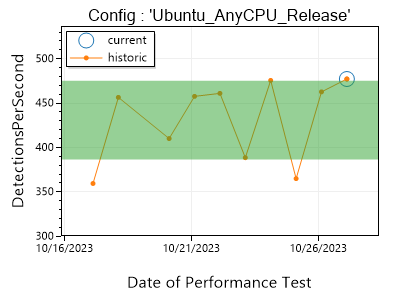 Config : 'Ubuntu_AnyCPU_Release'
current
historic
DetectionsPerSecond
500
450
400
350
300
10/16/2023
10/21/2023
10/26/2023
Date of Performance Test